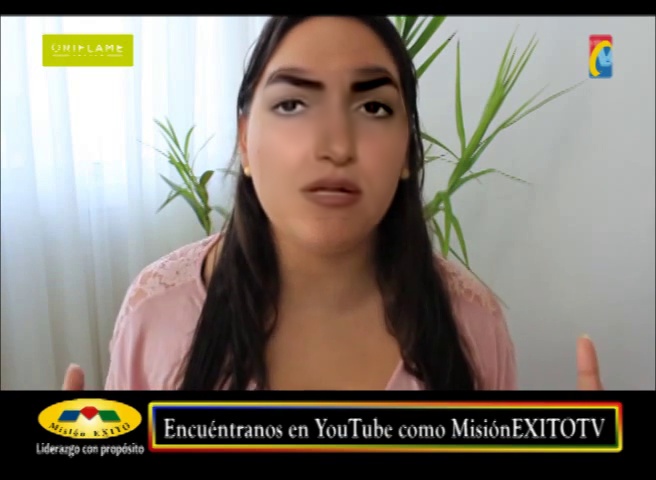 ORIFLAME
Misión EXITO
Liderazgo con propósito
Encuéntranos en YouTube como MisiónEXITOTV